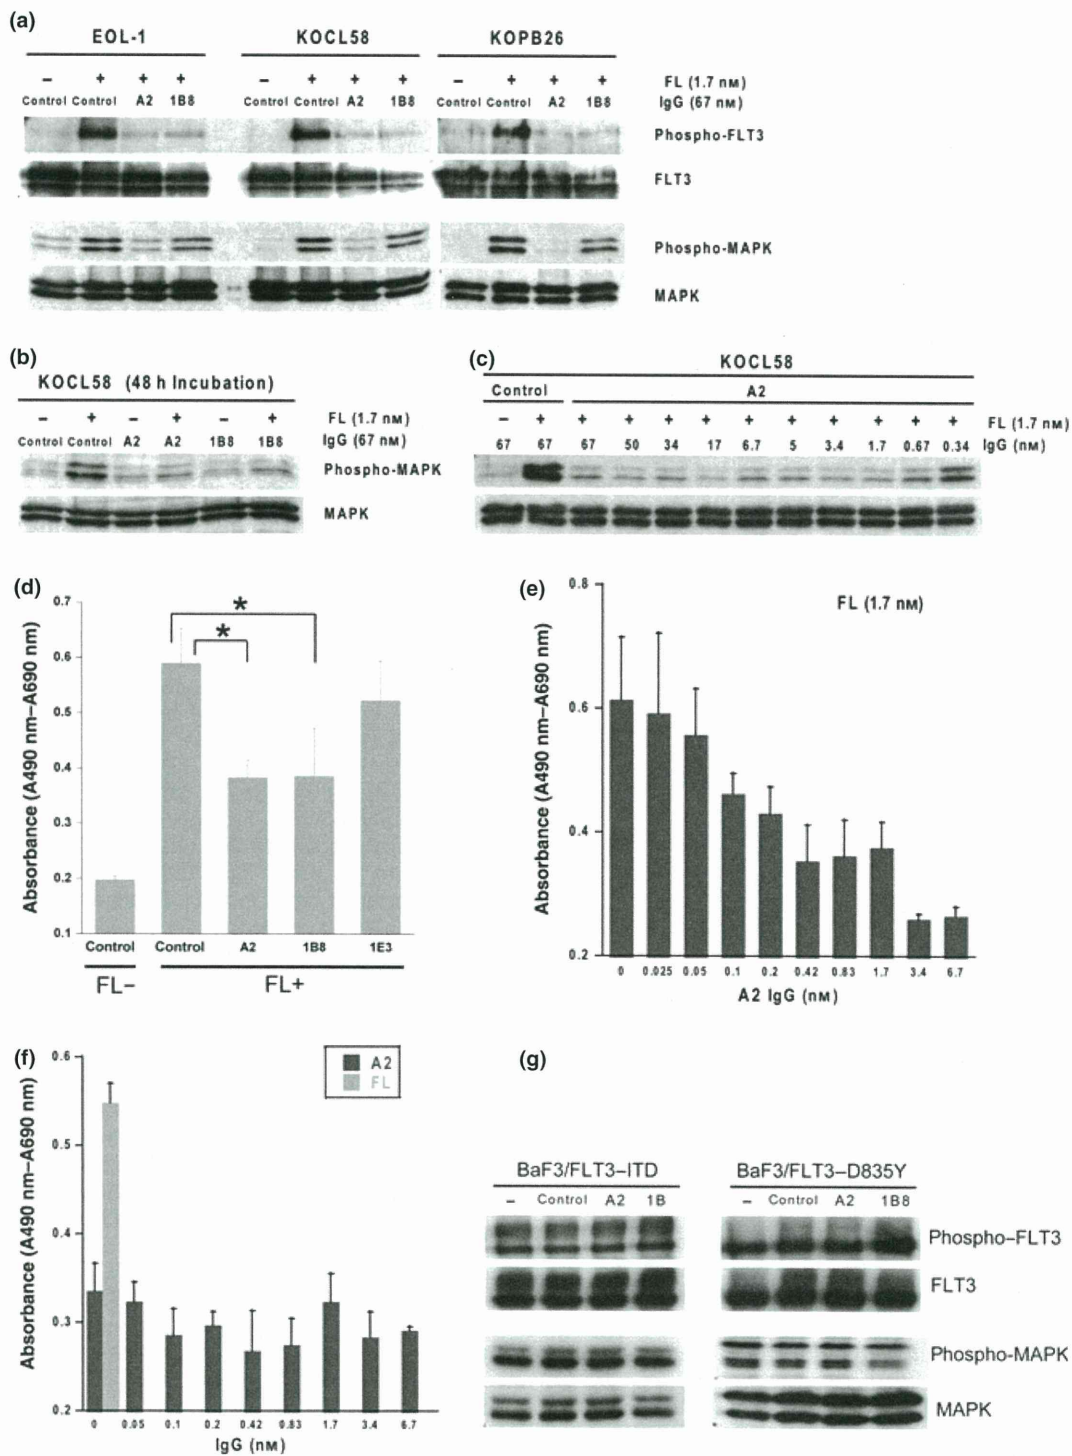 (a)
EOL-1 KOCL58 KOPB26
– + + + – + + + – + + + FL (1.7 nM)
Control Control A2 1B8 Control Control A2 1B8 Control Control A2 1B8 IgG (67 nM)
Phospho-FLT3
FLT3
Phospho-MAPK
MAPK
(b)
KOCL58 (48 h Incubation)
– + – + – + FL (1.7 nM)
Control Control A2 A2 1B8 1B8 IgG (67 nM)
Phospho-MAPK
MAPK
(c)
KOCL58
Control A2
– + + + + + + + + + + + FL (1.7 nM)
67 67 67 50 34 17 6.7 5 3.4 1.7 0.67 0.34 IgG (nM)
(d)
Absorbance (A490 nm–A690 nm)
0.7
0.6
0.5
0.4
0.3
0.2
0.1
*
*
Control Control A2 1B8 1E3
FL– FL+
(e)
Absorbance (A490 nm–A690 nm)
0.8
0.6
0.4
0.2
FL (1.7 nM)
0 0.025 0.05 0.1 0.2 0.42 0.83 1.7 3.4 6.7
A2 IgG (nM)
(f)
Absorbance (A490 nm–A690 nm)
0.6
0.5
0.4
0.3
0.2
A2
FL
0 0.05 0.1 0.2 0.42 0.83 1.7 3.4 6.7
IgG (nM)
(g)
BaF3/FLT3–ITD BaF3/FLT3–D835Y
– Control A2 1B – Control A2 1B8
Phospho–FLT3
FLT3
Phospho-MAPK
MAPK